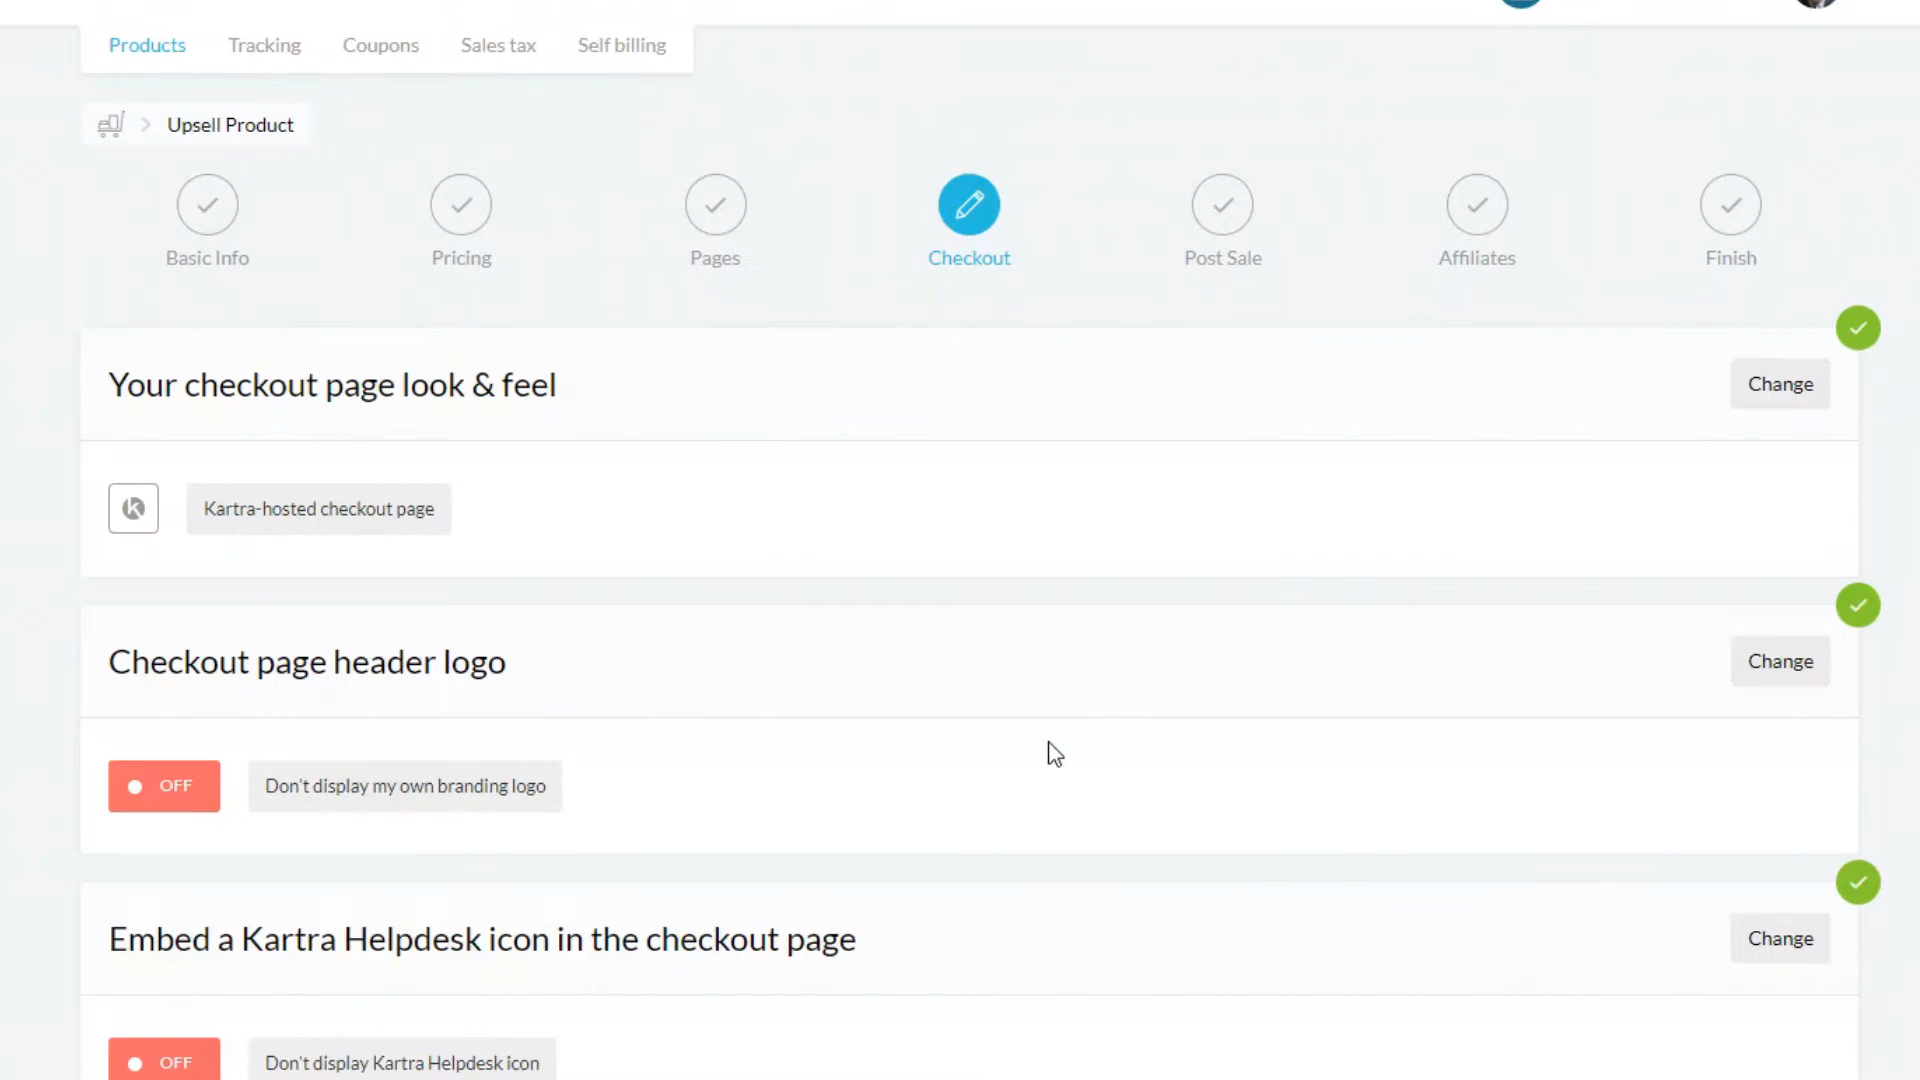 Products Tracking Coupons Sales tax Self billing
Upsell Product
Basic Info Pricing Pages Checkout Post Sale Affiliates Finish
Your checkout page look & feel
Change
Kartra-hosted checkout page
Checkout page header logo
Change
OFF Don't display my own branding logo
Embed a Kartra Helpdesk icon in the checkout page
Change
OFF Don't display Kartra Helpdesk icon